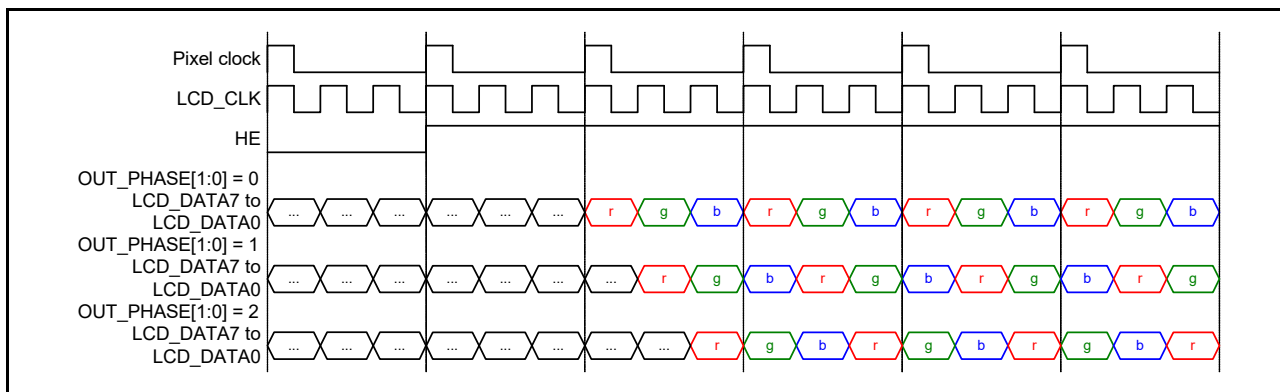 Pixel clock
LCD_CLK
HE
OUT_PHASE[1:0] = 0
LCD_DATA7 to
LCD_DATA0
... ... ... ... ... ... r g b r g b r g b r g b
OUT_PHASE[1:0] = 1
LCD_DATA7 to
LCD_DATA0
... ... ... ... ... ... ... r g b r g b r g b r g
OUT_PHASE[1:0] = 2
LCD_DATA7 to
LCD_DATA0
... ... ... ... ... ... ... ... r g b r g b r g b r